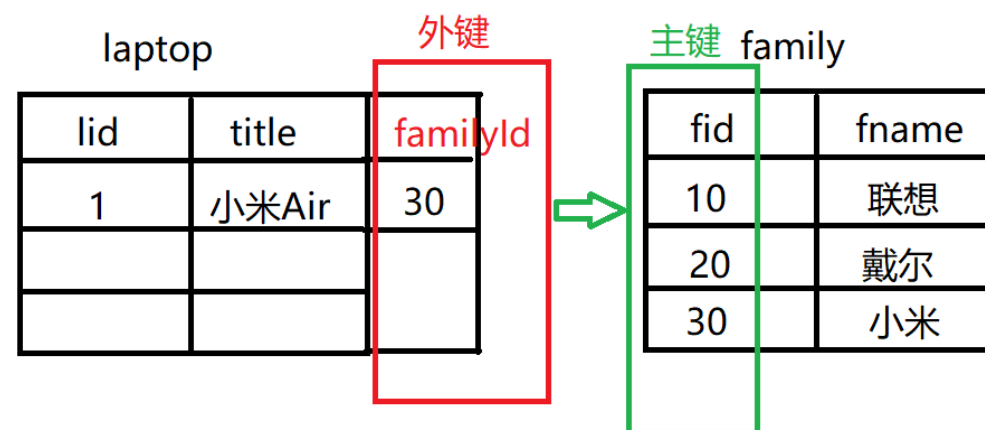 laptop
外键
主键
family
lid title familyId
1 小米Air 30
fid fname
10 联想
20 戴尔
30 小米